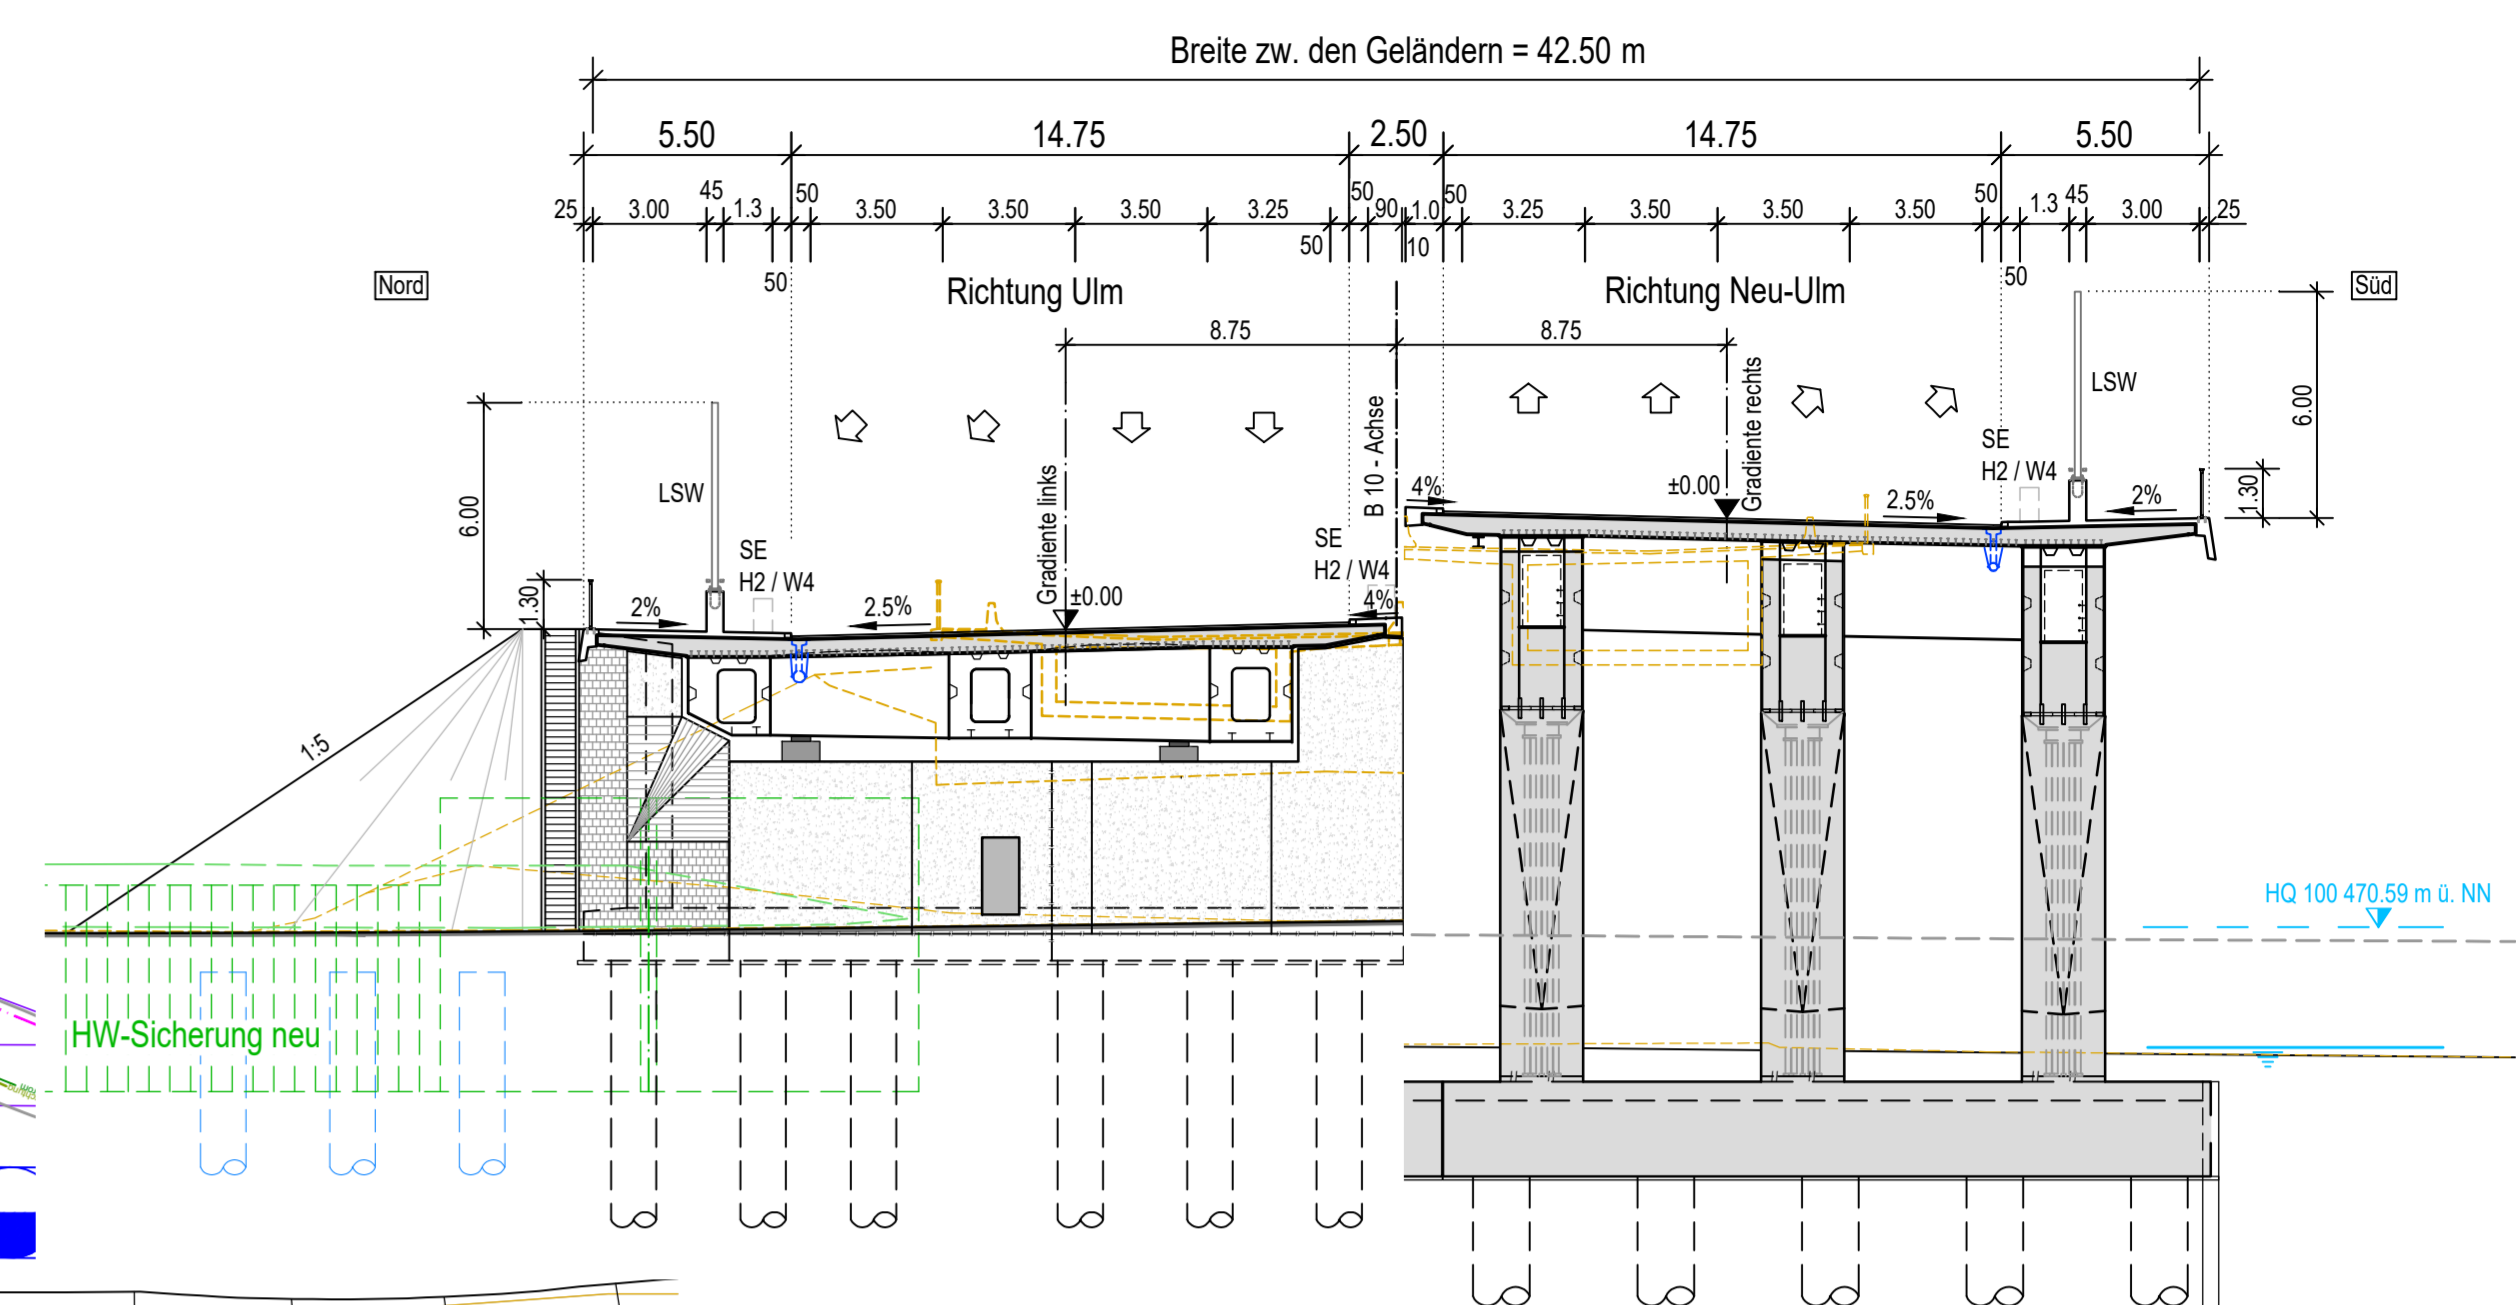 Breite zw. den Geländern = 42.50 m
5.50 14.75 2.50 14.75 5.50
25 3.00 45 1.3 50 3.50 3.50 3.50 3.25 50 90 1.0 50 3.25 3.50 3.50 3.50 50 1.3 45 3.00 25
50 50 10 50
Nord Richtung Ulm Richtung Neu-Ulm Süd
8.75 8.75
6.00 LSW Gradiente links B 10 - Achse Gradiente rechts LSW 6.00
SE
H2 / W4
4% ±0.00 2.5% 2% 1.30
SE
H2 / W4
SE
H2 / W4
1.30 2% 2.5% ±0.00 4%
1:5
HQ 100 470.59 m ü. NN
HW-Sicherung neu